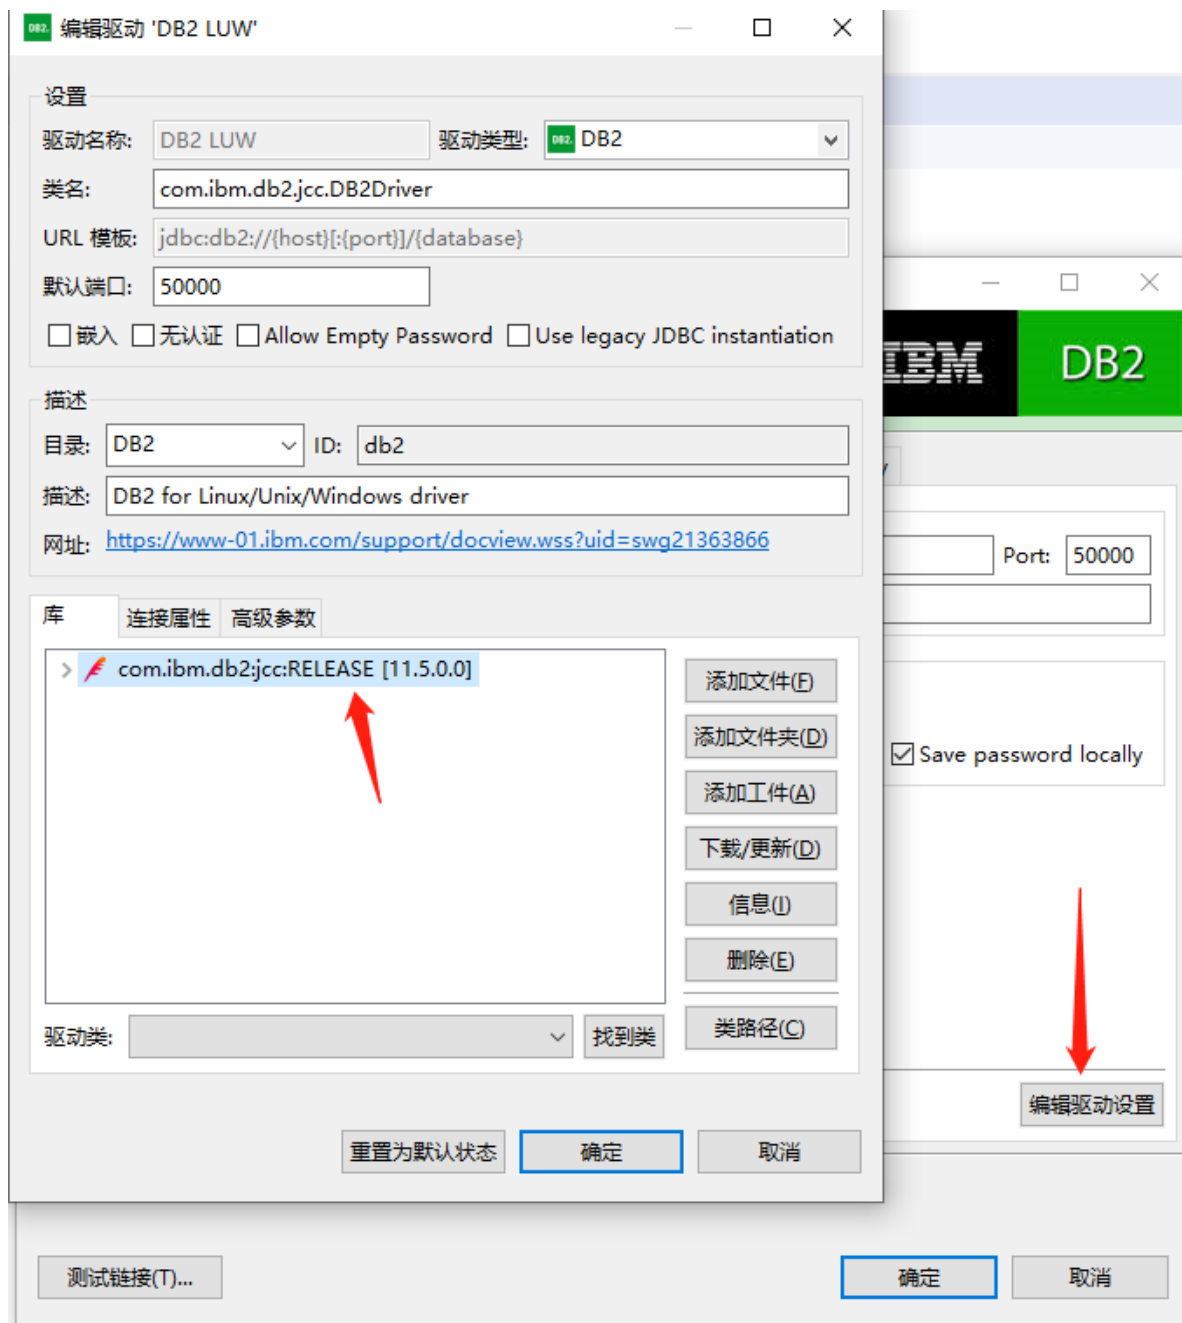 编辑驱动 'DB2 LUW'
设置
驱动名称: DB2 LUW 驱动类型: DB2. DB2
类名: com.ibm.db2.jcc.DB2Driver
URL 模板: jdbc:db2://{host}[:{port}]/{database}
默认端口: 50000
嵌入 无认证 Allow Empty Password Use legacy JDBC instantiation
IBM DB2
描述
目录: DB2 ID: db2
描述: DB2 for Linux/Unix/Windows driver
网址: https://www-01.ibm.com/support/docview.wss?uid=swg21363866
Port: 50000
库 连接属性 高级参数
com.ibm.db2:jcc:RELEASE [11.5.0.0]
添加文件(F)
添加文件夹(D)
Save password locally
添加工件(A)
下载/更新(D)
信息(I)
删除(E)
类路径(C)
驱动类: 找到类
编辑驱动设置
重置为默认状态 确定 取消
测试链接(T)... 确定 取消